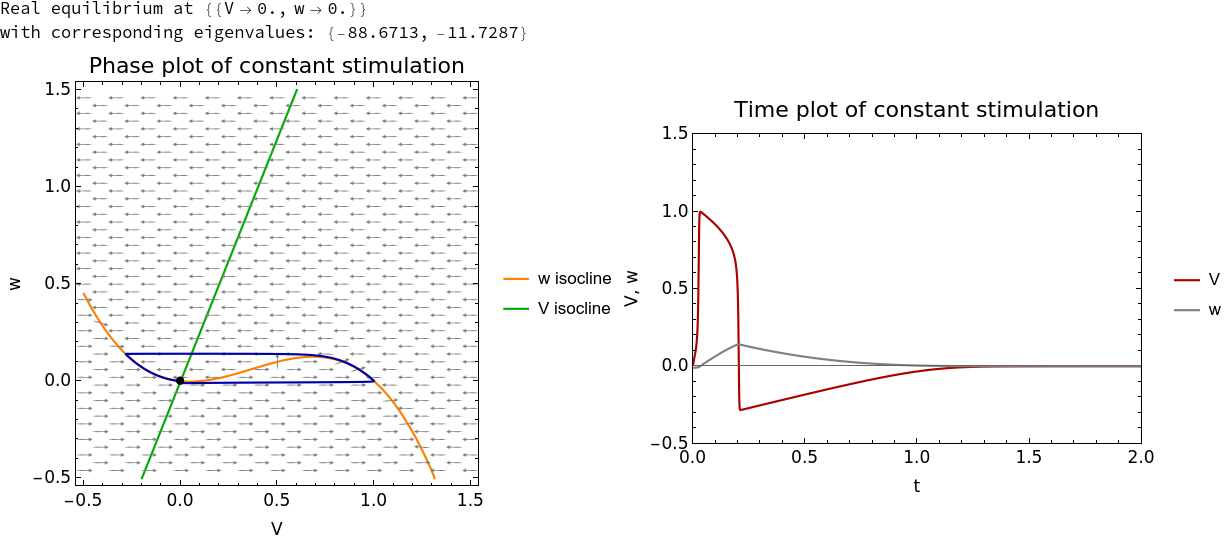 Real equilibrium at {{V → 0., w → 0.}}
with corresponding eigenvalues: {-88.6713, -11.7287}
Phase plot of constant stimulation
1.5
1.0
0.5
0.0
−0.5
w
−0.5 0.0 0.5 1.0 1.5
V
w isocline
V isocline
Time plot of constant stimulation
1.5
1.0
0.5
0.0
−0.5
V, w
0.0 0.5 1.0 1.5 2.0
t
V
w